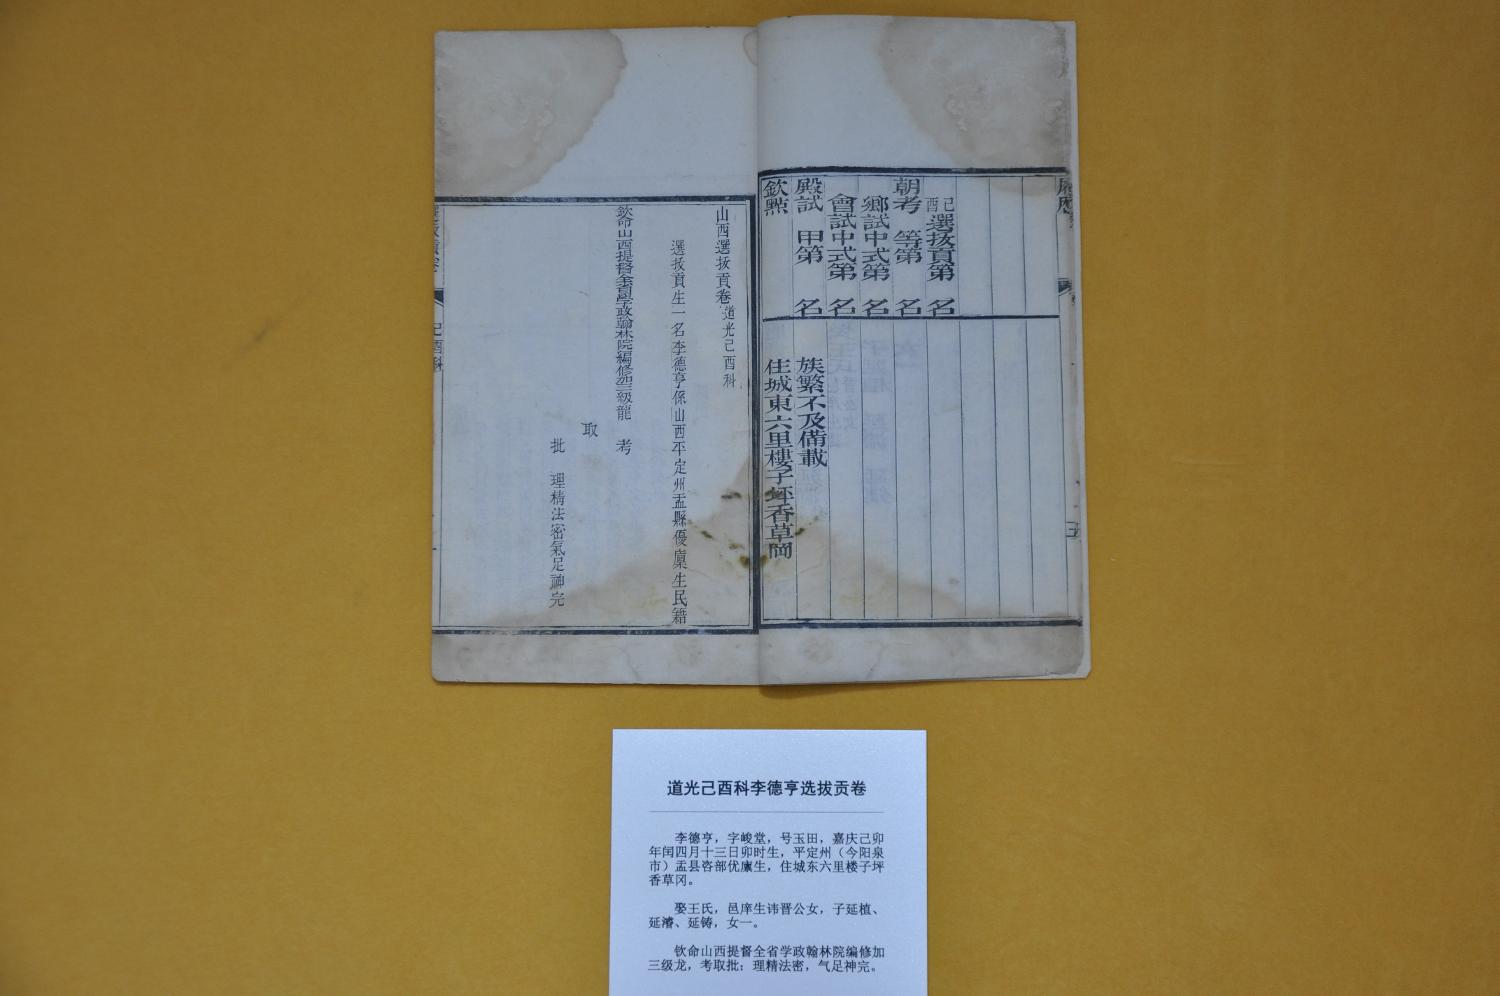 己酉選拔貢第 名
朝考 等第 名
鄉試中式第 名
會試中式第 名
殿試 甲第 名
欽點
族繁不及備載
住城東六里樓子坪香草岡
山西選拔貢卷道光己酉科
選拔貢生一名李德亨係山西平定州盂縣優廩生民籍
欽命山西提督全省學政翰林院編修加三級龍 考
取
批 理精法密氣足神完
己酉科
道光己酉科李德亨选拔贡卷
李德亨，字峻堂，号玉田，嘉庆己卯
年闰四月十三日卯时生，平定州（今阳泉
市）盂县咨部优廪生，住城东六里楼子坪
香草冈。
娶王氏，邑庠生讳晋公女，子延植、
延濬、延铸，女一。
钦命山西提督全省学政翰林院编修加
三级龙，考取批：理精法密，气足神完。